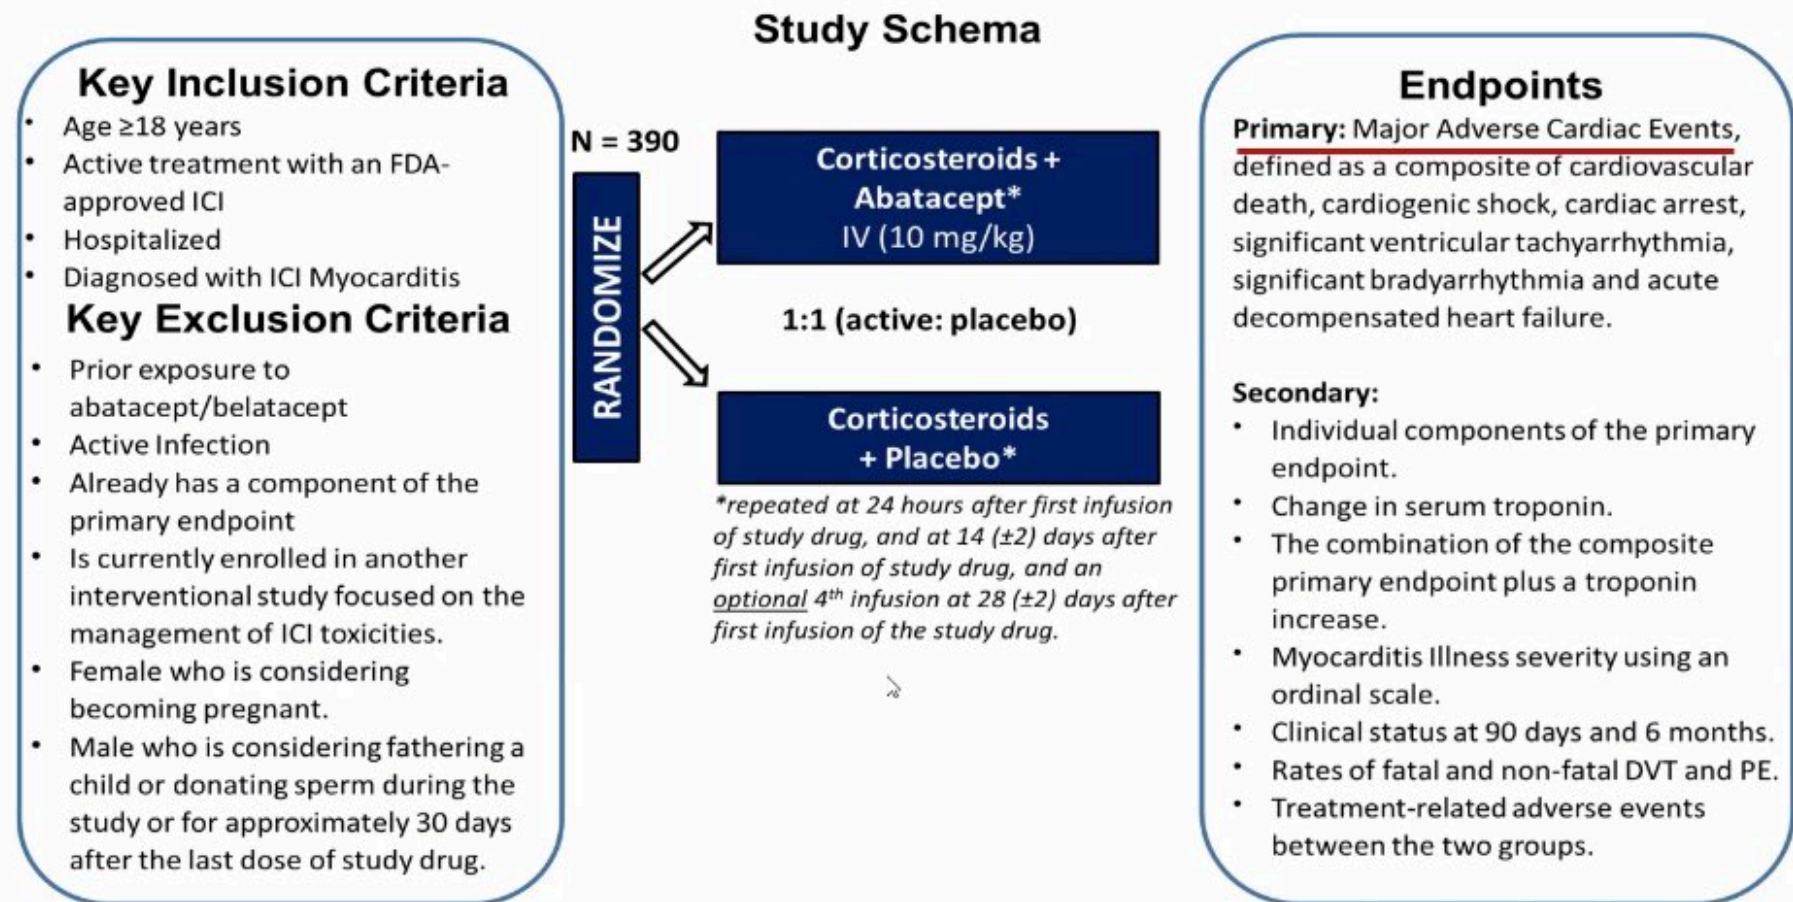 Study Schema
Key Inclusion Criteria
• Age ≥18 years
• Active treatment with an FDA-
approved ICI
• Hospitalized
• Diagnosed with ICI Myocarditis
Key Exclusion Criteria
• Prior exposure to
abatacept/belatacept
• Active Infection
• Already has a component of the
primary endpoint
• Is currently enrolled in another
interventional study focused on the
management of ICI toxicities.
• Female who is considering
becoming pregnant.
• Male who is considering fathering a
child or donating sperm during the
study or for approximately 30 days
after the last dose of study drug.
N = 390
RANDOMIZE
Corticosteroids +
Abatacept*
IV (10 mg/kg)
1:1 (active: placebo)
Corticosteroids
+ Placebo*
*repeated at 24 hours after first infusion
of study drug, and at 14 (±2) days after
first infusion of study drug, and an
optional 4th infusion at 28 (±2) days after
first infusion of the study drug.
Endpoints
Primary: Major Adverse Cardiac Events,
defined as a composite of cardiovascular
death, cardiogenic shock, cardiac arrest,
significant ventricular tachyarrhythmia,
significant bradyarrhythmia and acute
decompensated heart failure.
Secondary:
• Individual components of the primary
endpoint.
• Change in serum troponin.
• The combination of the composite
primary endpoint plus a troponin
increase.
• Myocarditis Illness severity using an
ordinal scale.
• Clinical status at 90 days and 6 months.
• Rates of fatal and non-fatal DVT and PE.
• Treatment-related adverse events
between the two groups.